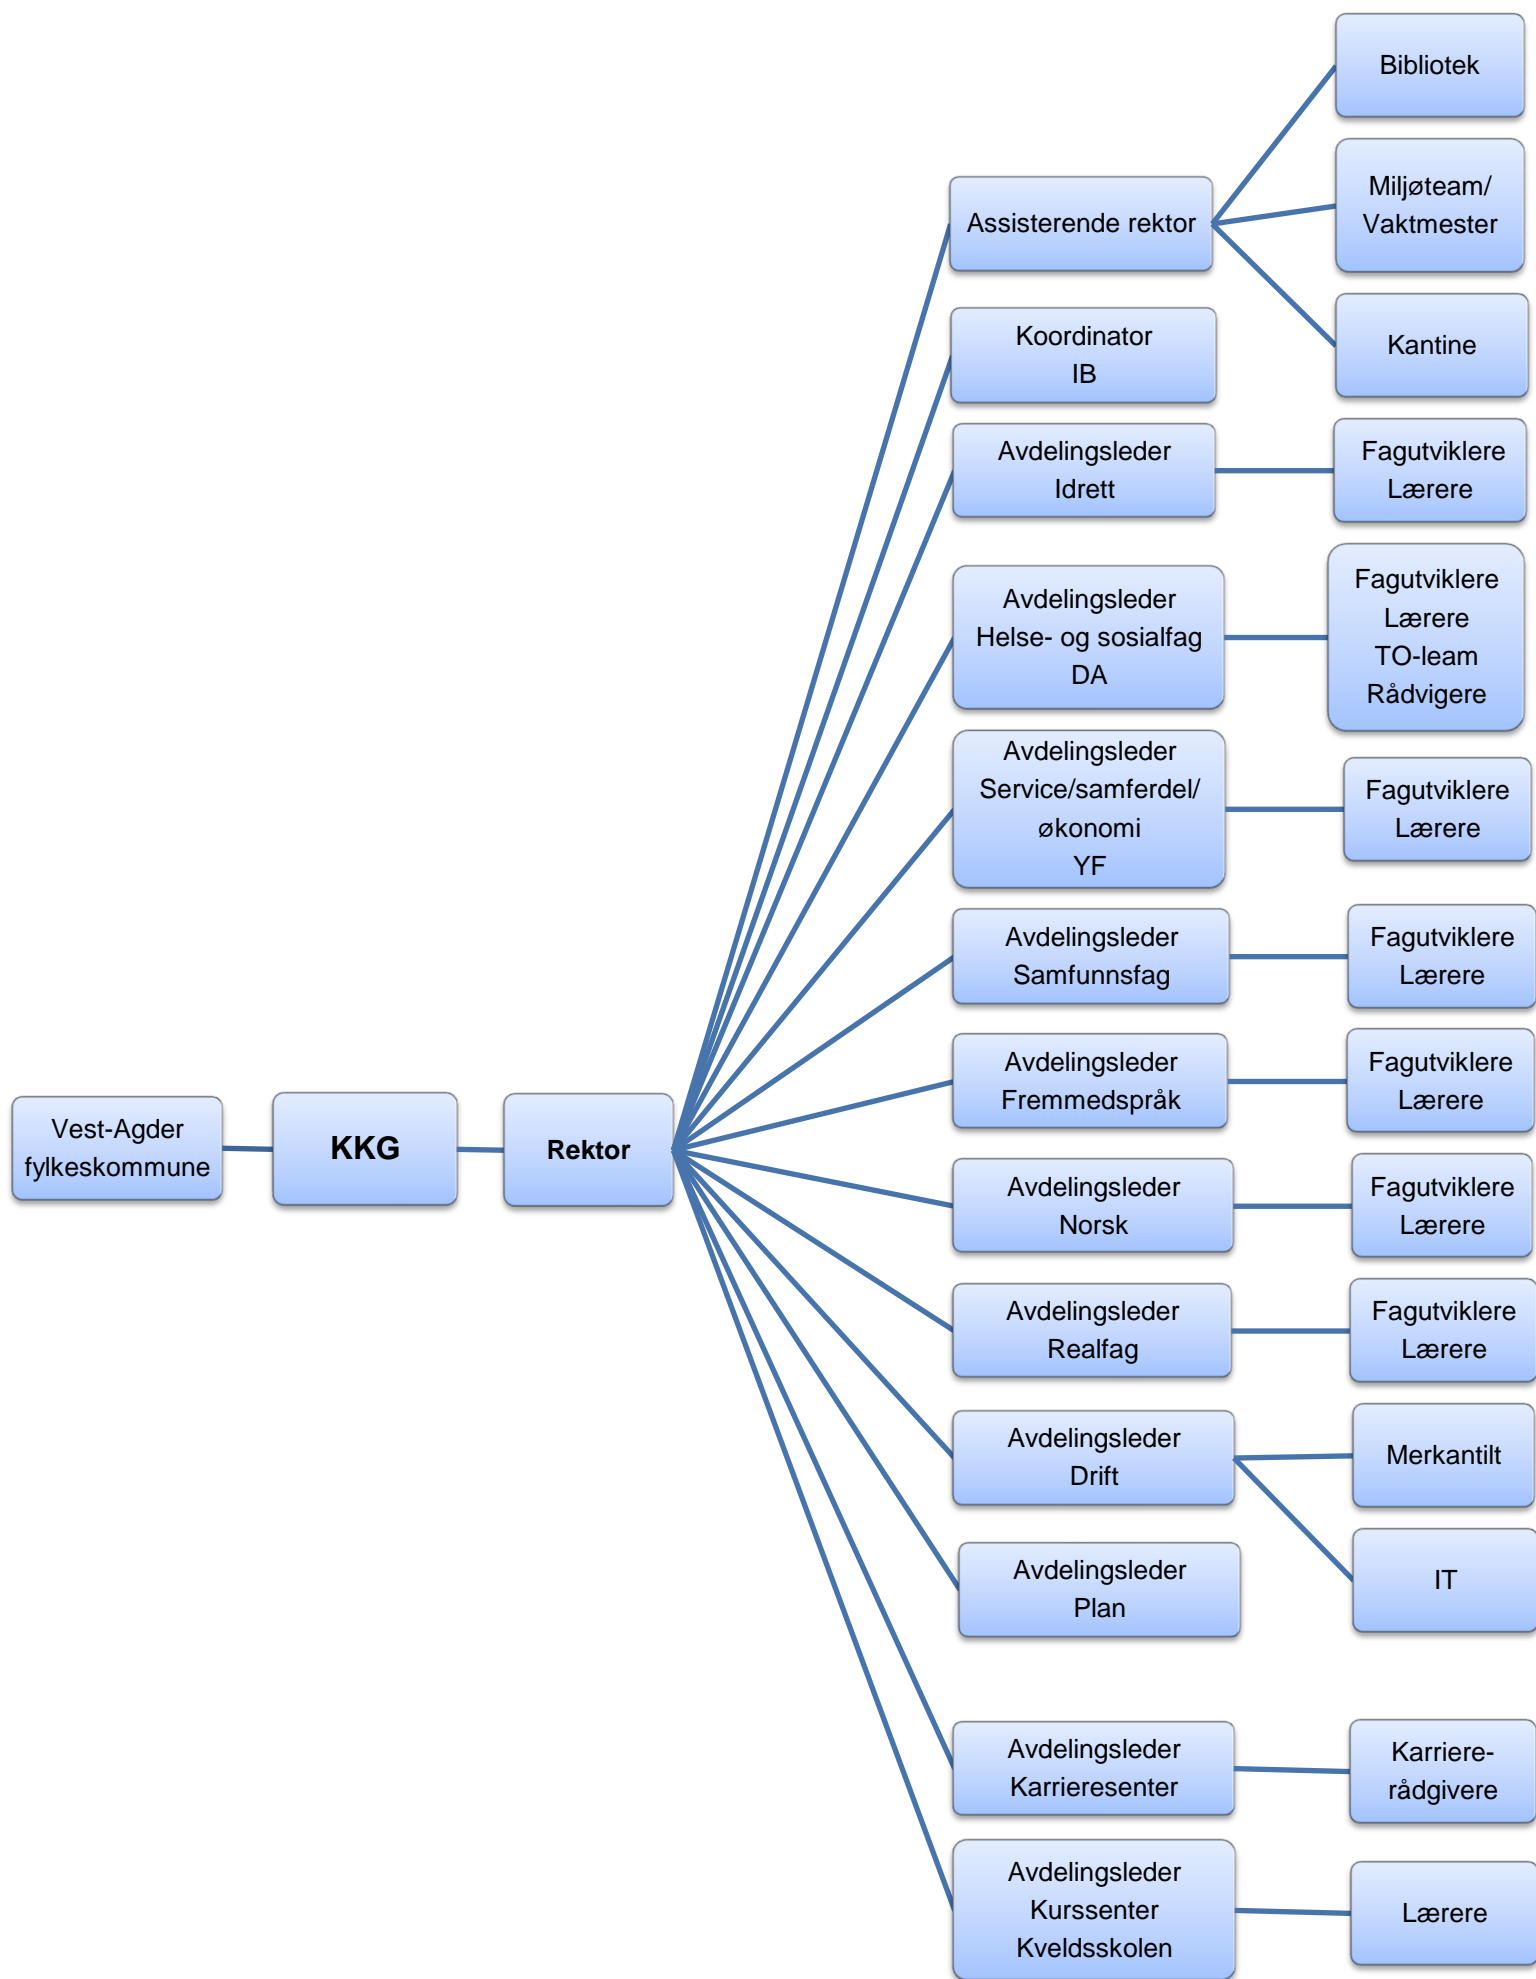 Bibliotek
Miljøteam/
Vaktmester
Assisterende rektor
Kantine
Koordinator
IB
Avdelingsleder
Idrett
Fagutviklere
Lærere
Avdelingsleder
Helse- og sosialfag
DA
Fagutviklere
Lærere
TO-leam
Rådvigere
Avdelingsleder
Service/samferdel/
økonomi
YF
Fagutviklere
Lærere
Avdelingsleder
Samfunnsfag
Fagutviklere
Lærere
Avdelingsleder
Fremmedspråk
Fagutviklere
Lærere
Vest-Agder
fylkeskommune
KKG
Rektor
Avdelingsleder
Norsk
Fagutviklere
Lærere
Avdelingsleder
Realfag
Fagutviklere
Lærere
Avdelingsleder
Drift
Merkantilt
IT
Avdelingsleder
Plan
Avdelingsleder
Karrieresenter
Karriere-
rådgivere
Avdelingsleder
Kurssenter
Kveldsskolen
Lærere